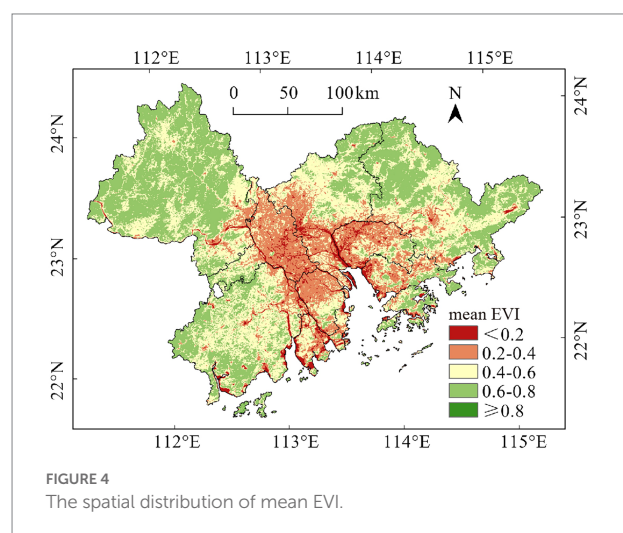 112°E 113°E 114°E 115°E
0 50 100 km
N
24°N 24°N
23°N 23°N
22°N 22°N
mean EVI
<0.2
0.2-0.4
0.4-0.6
0.6-0.8
≥0.8
112°E 113°E 114°E 115°E
FIGURE 4
The spatial distribution of mean EVI.